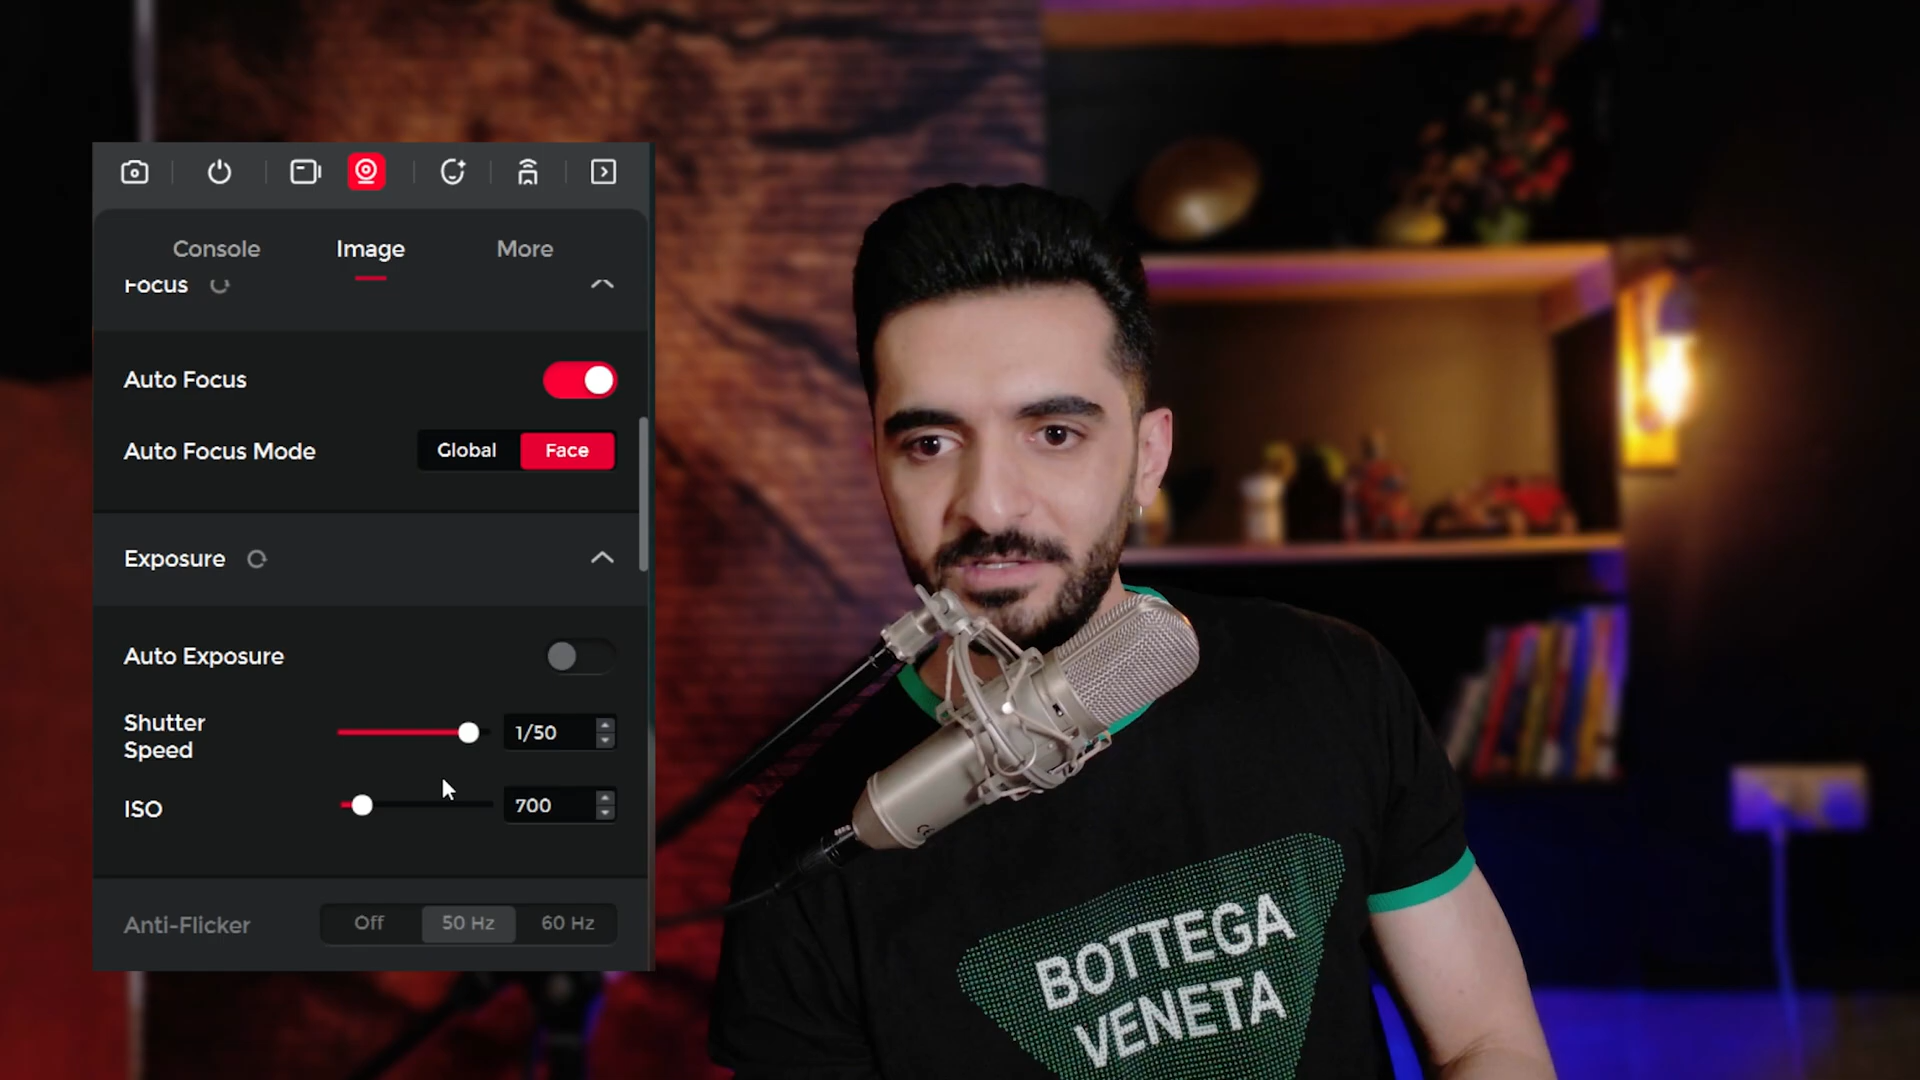 Console Image More
Focus
Auto Focus
Auto Focus Mode Global Face
Exposure
Auto Exposure
Shutter
Speed
1/50
ISO 700
Anti-Flicker Off 50 Hz 60 Hz
BOTTEGA
VENETA